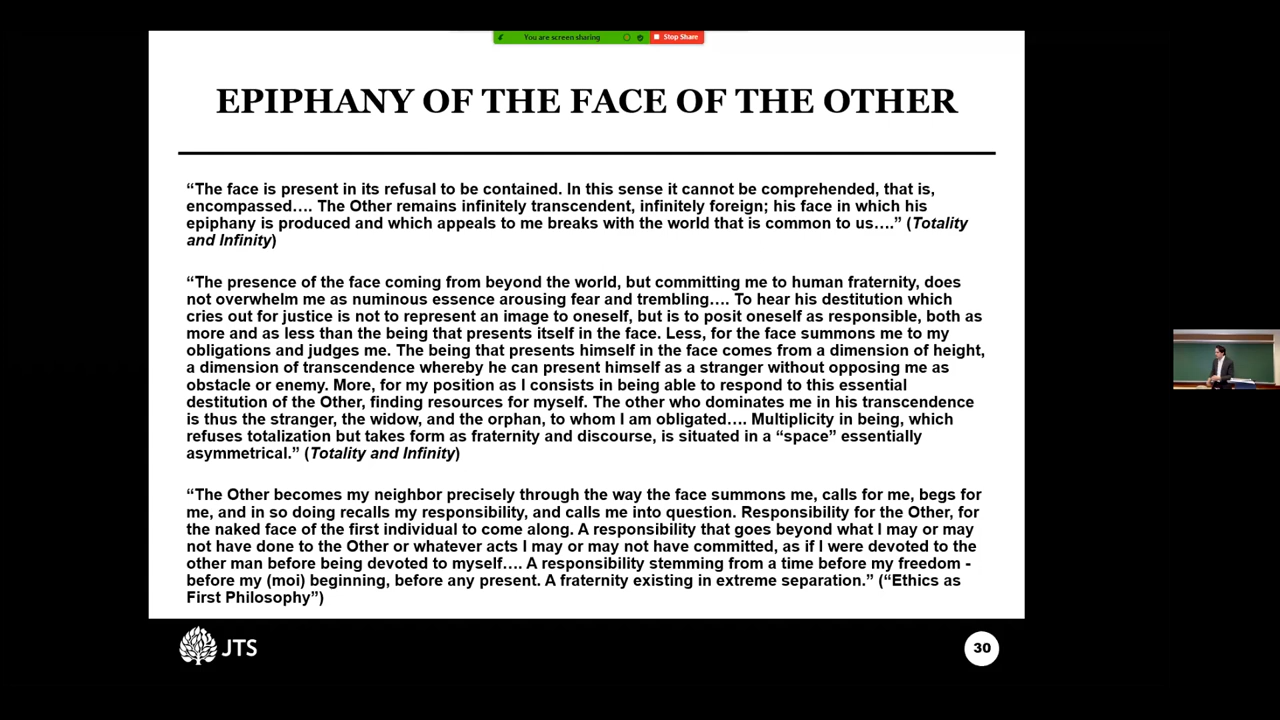 You are screen sharing
Stop Share
EPIPHANY OF THE FACE OF THE OTHER
“The face is present in its refusal to be contained. In this sense it cannot be comprehended, that is,
encompassed…. The Other remains infinitely transcendent, infinitely foreign; his face in which his
epiphany is produced and which appeals to me breaks with the world that is common to us….” (Totality
and Infinity)
“The presence of the face coming from beyond the world, but committing me to human fraternity, does
not overwhelm me as numinous essence arousing fear and trembling…. To hear his destitution which
cries out for justice is not to represent an image to oneself, but is to posit oneself as responsible, both as
more and as less than the being that presents itself in the face. Less, for the face summons me to my
obligations and judges me. The being that presents himself in the face comes from a dimension of height,
a dimension of transcendence whereby he can present himself as a stranger without opposing me as
obstacle or enemy. More, for my position as I consists in being able to respond to this essential
destitution of the Other, finding resources for myself. The other who dominates me in his transcendence
is thus the stranger, the widow, and the orphan, to whom I am obligated…. Multiplicity in being, which
refuses totalization but takes form as fraternity and discourse, is situated in a “space” essentially
asymmetrical.” (Totality and Infinity)
“The Other becomes my neighbor precisely through the way the face summons me, calls for me, begs for
me, and in so doing recalls my responsibility, and calls me into question. Responsibility for the Other, for
the naked face of the first individual to come along. A responsibility that goes beyond what I may or may
not have done to the Other or whatever acts I may or may not have committed, as if I were devoted to the
other man before being devoted to myself…. A responsibility stemming from a time before my freedom -
before my (moi) beginning, before any present. A fraternity existing in extreme separation.” (“Ethics as
First Philosophy”)
JTS
30